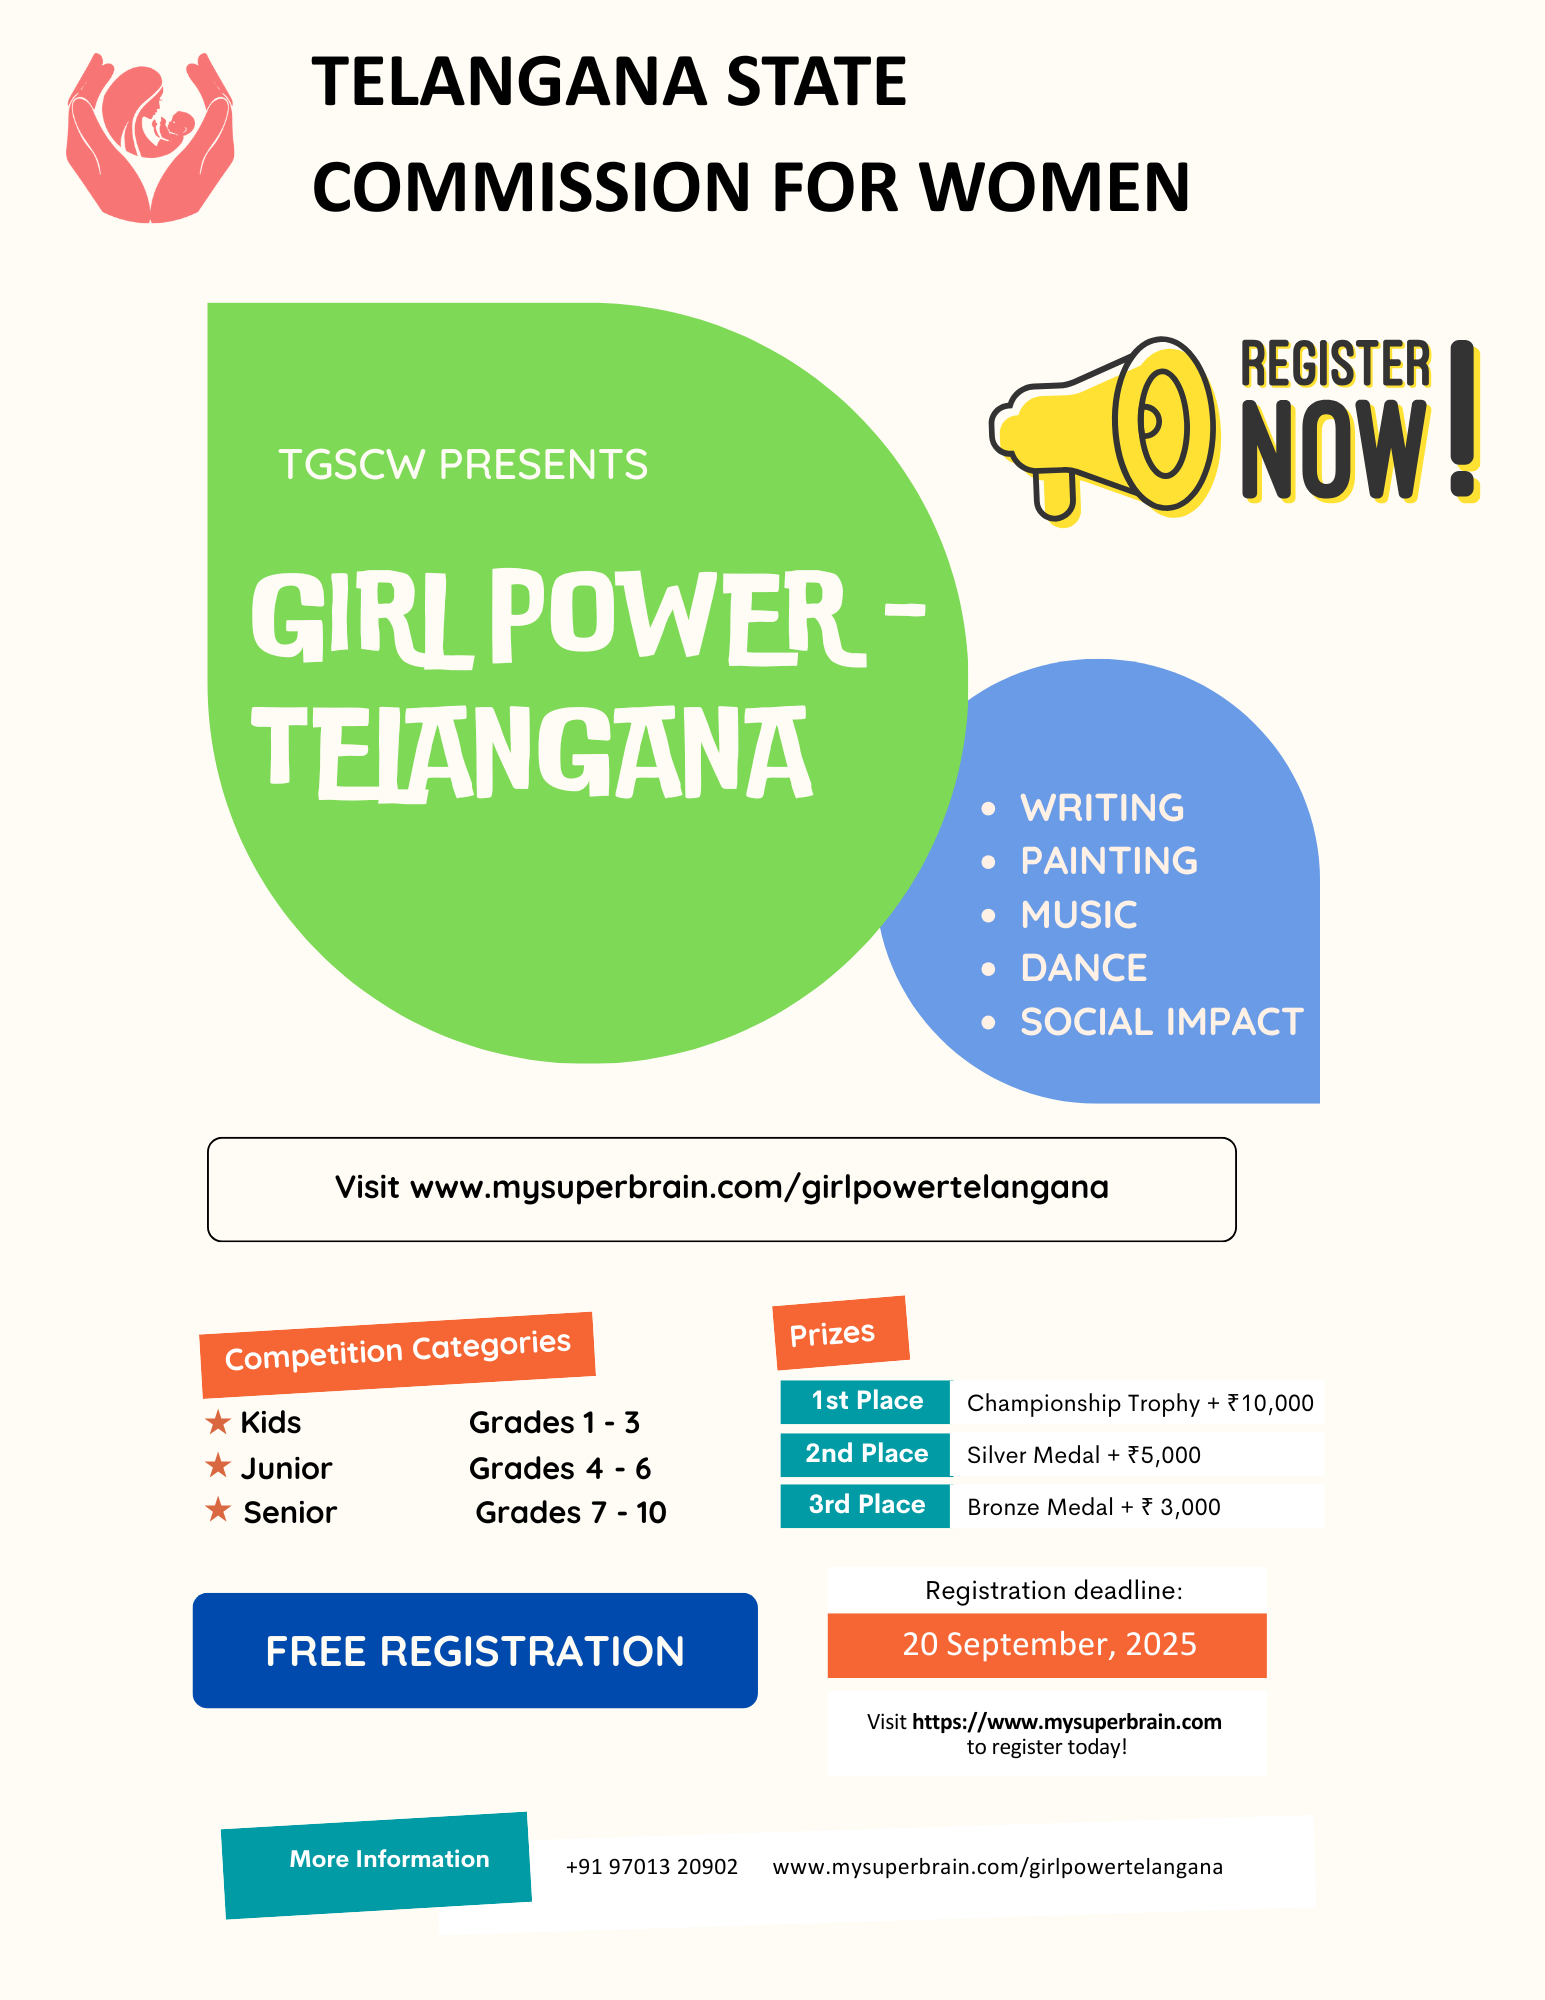 TELANGANA STATE
COMMISSION FOR WOMEN
REGISTER
NOW!
TGSCW PRESENTS
GIRL POWER -
TELANGANA
• WRITING
• PAINTING
• MUSIC
• DANCE
• SOCIAL IMPACT
Visit www.mysuperbrain.com/girlpowertelangana
Competition Categories
★ Kids Grades 1 - 3
★ Junior Grades 4 - 6
★ Senior Grades 7 - 10
Prizes
1st Place Championship Trophy + ₹10,000
2nd Place Silver Medal + ₹5,000
3rd Place Bronze Medal + ₹ 3,000
FREE REGISTRATION
Registration deadline:
20 September, 2025
Visit https://www.mysuperbrain.com
to register today!
More Information +91 97013 20902 www.mysuperbrain.com/girlpowertelangana